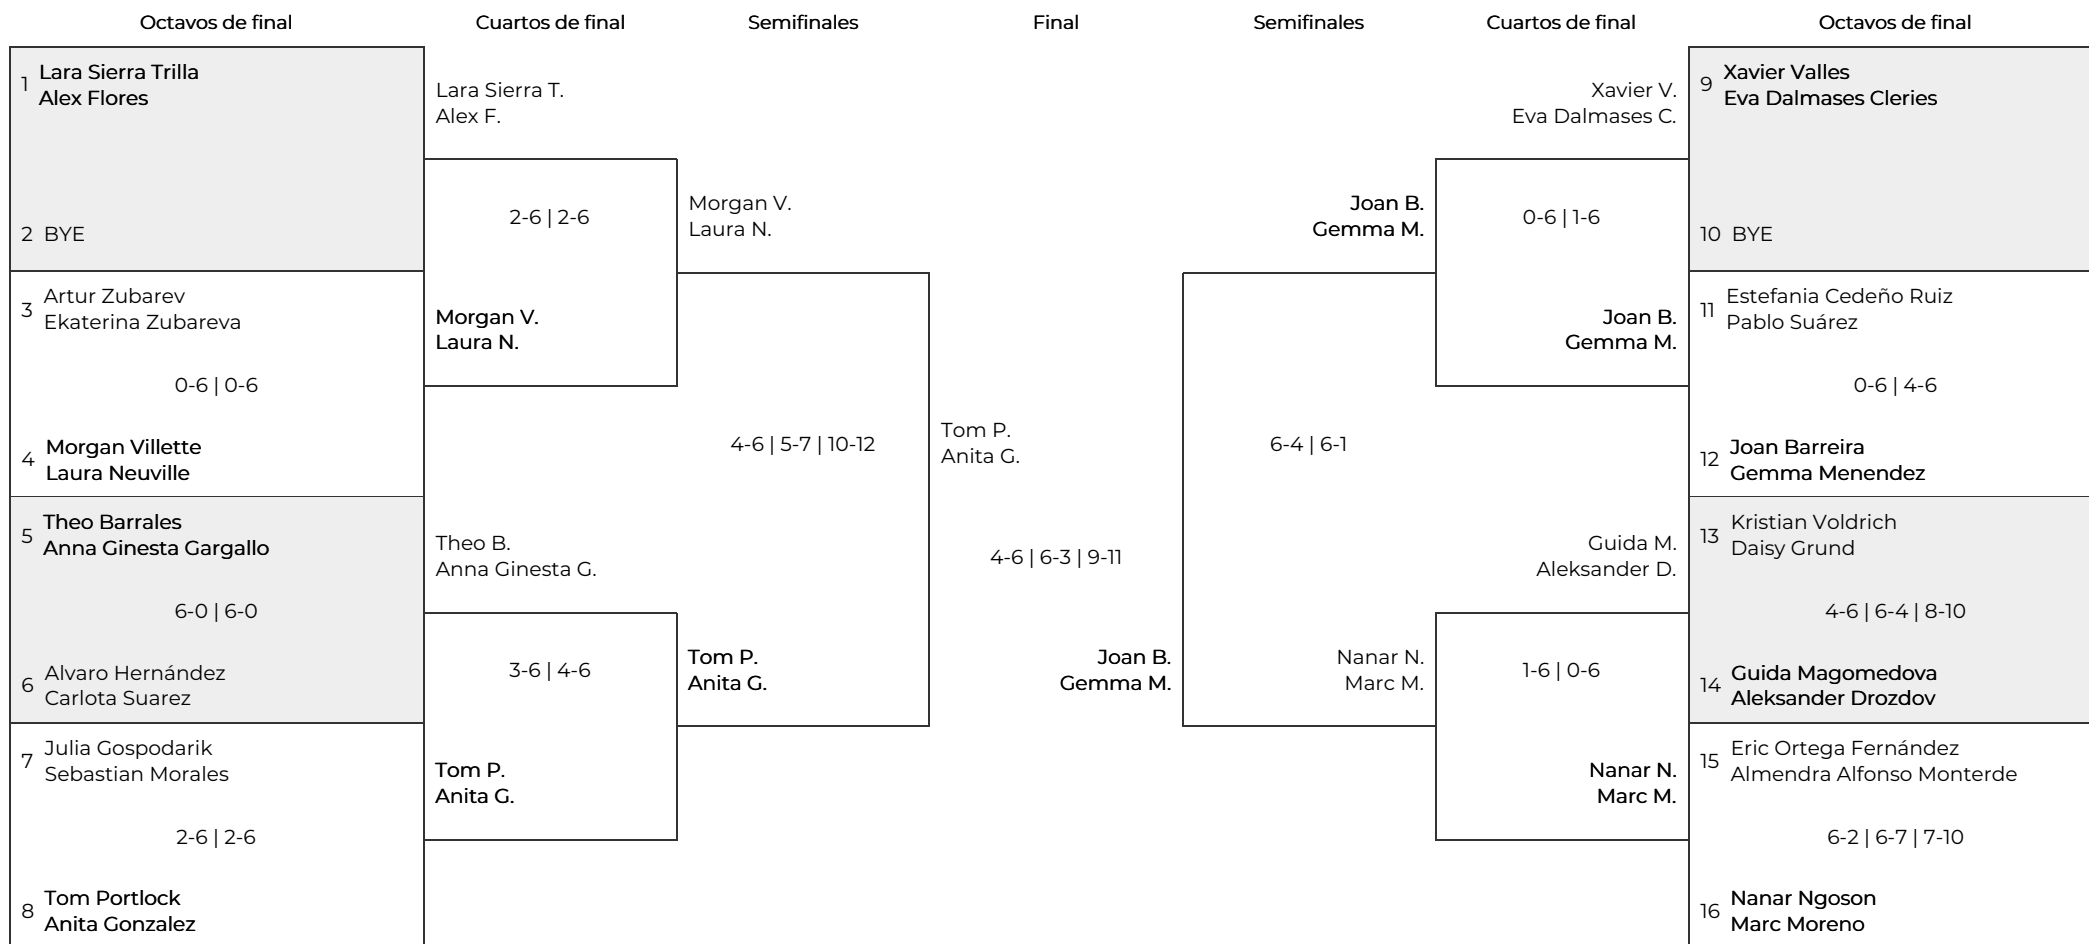 Octavos de final
Cuartos de final
Semifinales
Final
Semifinales
Cuartos de final
Octavos de final
1 Lara Sierra Trilla
Alex Flores
2 BYE
3 Artur Zubarev
Ekaterina Zubareva
0-6 | 0-6
4 Morgan Villette
Laura Neuville
5 Theo Barrales
Anna Ginesta Gargallo
6-0 | 6-0
6 Alvaro Hernández
Carlota Suarez
7 Julia Gospodarik
Sebastian Morales
2-6 | 2-6
8 Tom Portlock
Anita Gonzalez
Lara Sierra T.
Alex F.
2-6 | 2-6
Morgan V.
Laura N.
Theo B.
Anna Ginesta G.
3-6 | 4-6
Tom P.
Anita G.
Morgan V.
Laura N.
4-6 | 5-7 | 10-12
Tom P.
Anita G.
Tom P.
Anita G.
4-6 | 6-3 | 9-11
Joan B.
Gemma M.
Joan B.
Gemma M.
6-4 | 6-1
Nanar N.
Marc M.
Xavier V.
Eva Dalmases C.
0-6 | 1-6
Joan B.
Gemma M.
Guida M.
Aleksander D.
1-6 | 0-6
Nanar N.
Marc M.
9 Xavier Valles
Eva Dalmases Cleries
10 BYE
11 Estefania Cedeño Ruiz
Pablo Suárez
0-6 | 4-6
12 Joan Barreira
Gemma Menendez
13 Kristian Voldrich
Daisy Grund
4-6 | 6-4 | 8-10
14 Guida Magomedova
Aleksander Drozdov
15 Eric Ortega Fernández
Almendra Alfonso Monterde
6-2 | 6-7 | 7-10
16 Nanar Ngoson
Marc Moreno